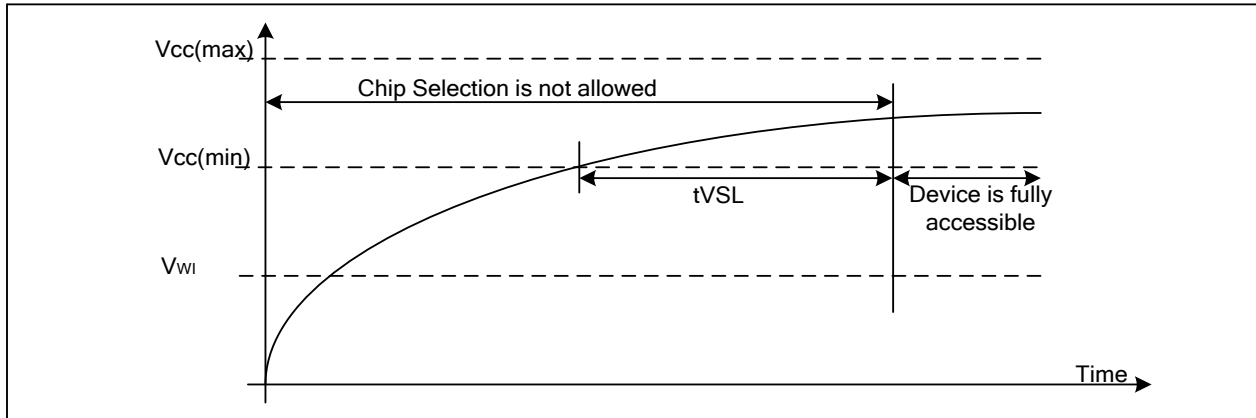 Vcc(max)
Chip Selection is not allowed
Vcc(min)
tVSL
Device is fully
accessible
VWI
Time